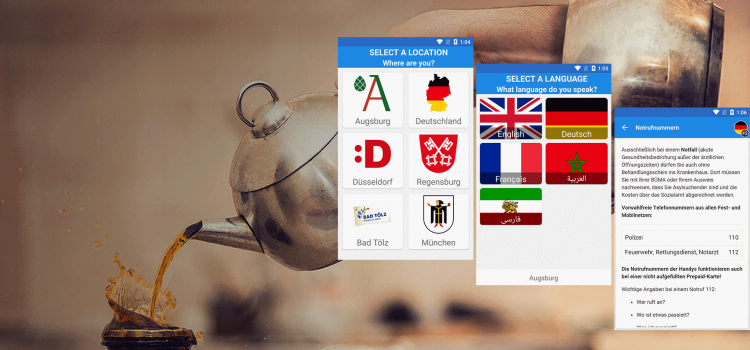 1:04
SELECT A LOCATION
Where are you?
A
Augsburg
Deutschland
:D
Düsseldorf
Regensburg
BAD TÖLZ
Bad Tölz
München
1:05
SELECT A LANGUAGE
What language do you speak?
English
Deutsch
Français
العربية
فارسی
Augsburg
1:06
Notrufnummern
Ausschließlich bei einem Notfall (akute
Gesundheitsbedrohung außer der ärztlichen
Öffnungszeiten) dürfen Sie auch ohne
Behandlungsschein ins Krankenhaus. Dort müssen
Sie mit Ihrer BÜMA oder Ihrem Ausweis
nachweisen, dass Sie Asylsuchender sind und die
Kosten über das Sozialamt abgerechnet werden.
Vorwahlfreie Telefonnummern aus allen Fest- und
Mobilnetzen:
Polizei 110
Feuerwehr, Rettungsdienst, Notarzt 112
Die Notrufnummern der Handys funktionieren auch
bei einer nicht aufgefüllten Prepaid-Karte!
Wichtige Angaben bei einem Notruf 112:
Wer ruft an?
Wo ist etwas passiert?